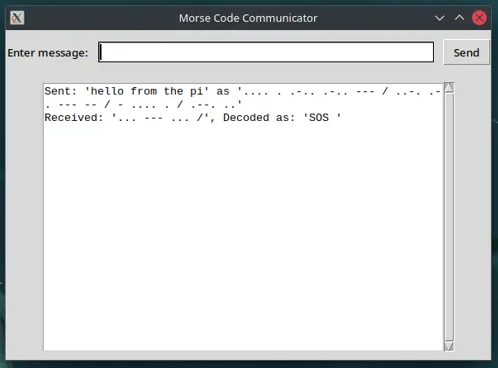 Morse Code Communicator
Enter message:
Send
Sent: 'hello from the pi' as '.... . .-.. .-.. --- / ..-. .-
. --- -- / - .... . / .--. ..'
Received: '... --- ... /', Decoded as: 'SOS '